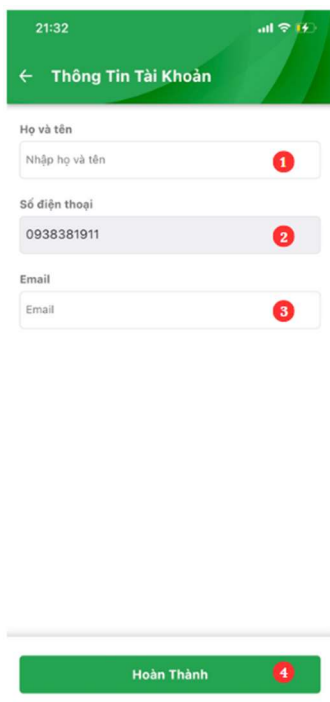 21:32
Thông Tin Tài Khoản
Họ và tên
Nhập họ và tên
1
Số điện thoại
0938381911
2
Email
Email
3
Hoàn Thành
4